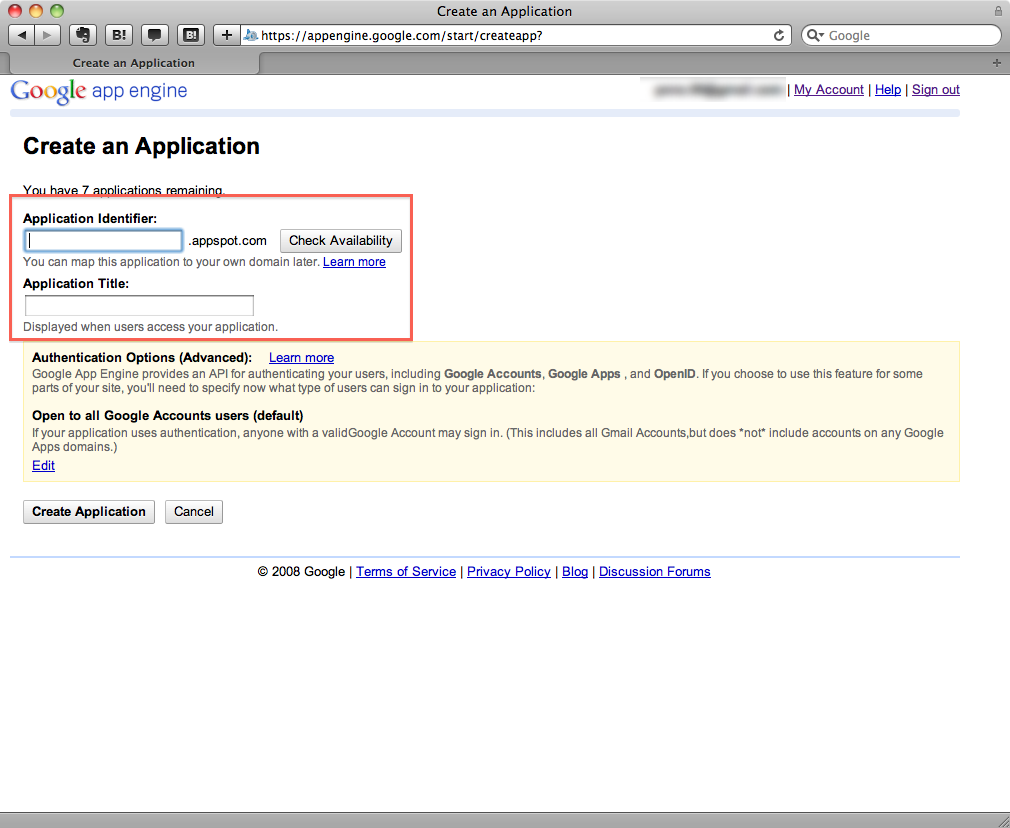 Create an Application
B!
B!
https://appengine.google.com/start/createapp?
Google
Create an Application
Google app engine
| My Account | Help | Sign out
Create an Application
You have 7 applications remaining.
Application Identifier:
.appspot.com Check Availability
You can map this application to your own domain later. Learn more
Application Title:
Displayed when users access your application.
Authentication Options (Advanced): Learn more
Google App Engine provides an API for authenticating your users, including Google Accounts, Google Apps , and OpenID. If you choose to use this feature for some
parts of your site, you'll need to specify now what type of users can sign in to your application:
Open to all Google Accounts users (default)
If your application uses authentication, anyone with a validGoogle Account may sign in. (This includes all Gmail Accounts,but does *not* include accounts on any Google
Apps domains.)
Edit
Create Application Cancel
© 2008 Google | Terms of Service | Privacy Policy | Blog | Discussion Forums